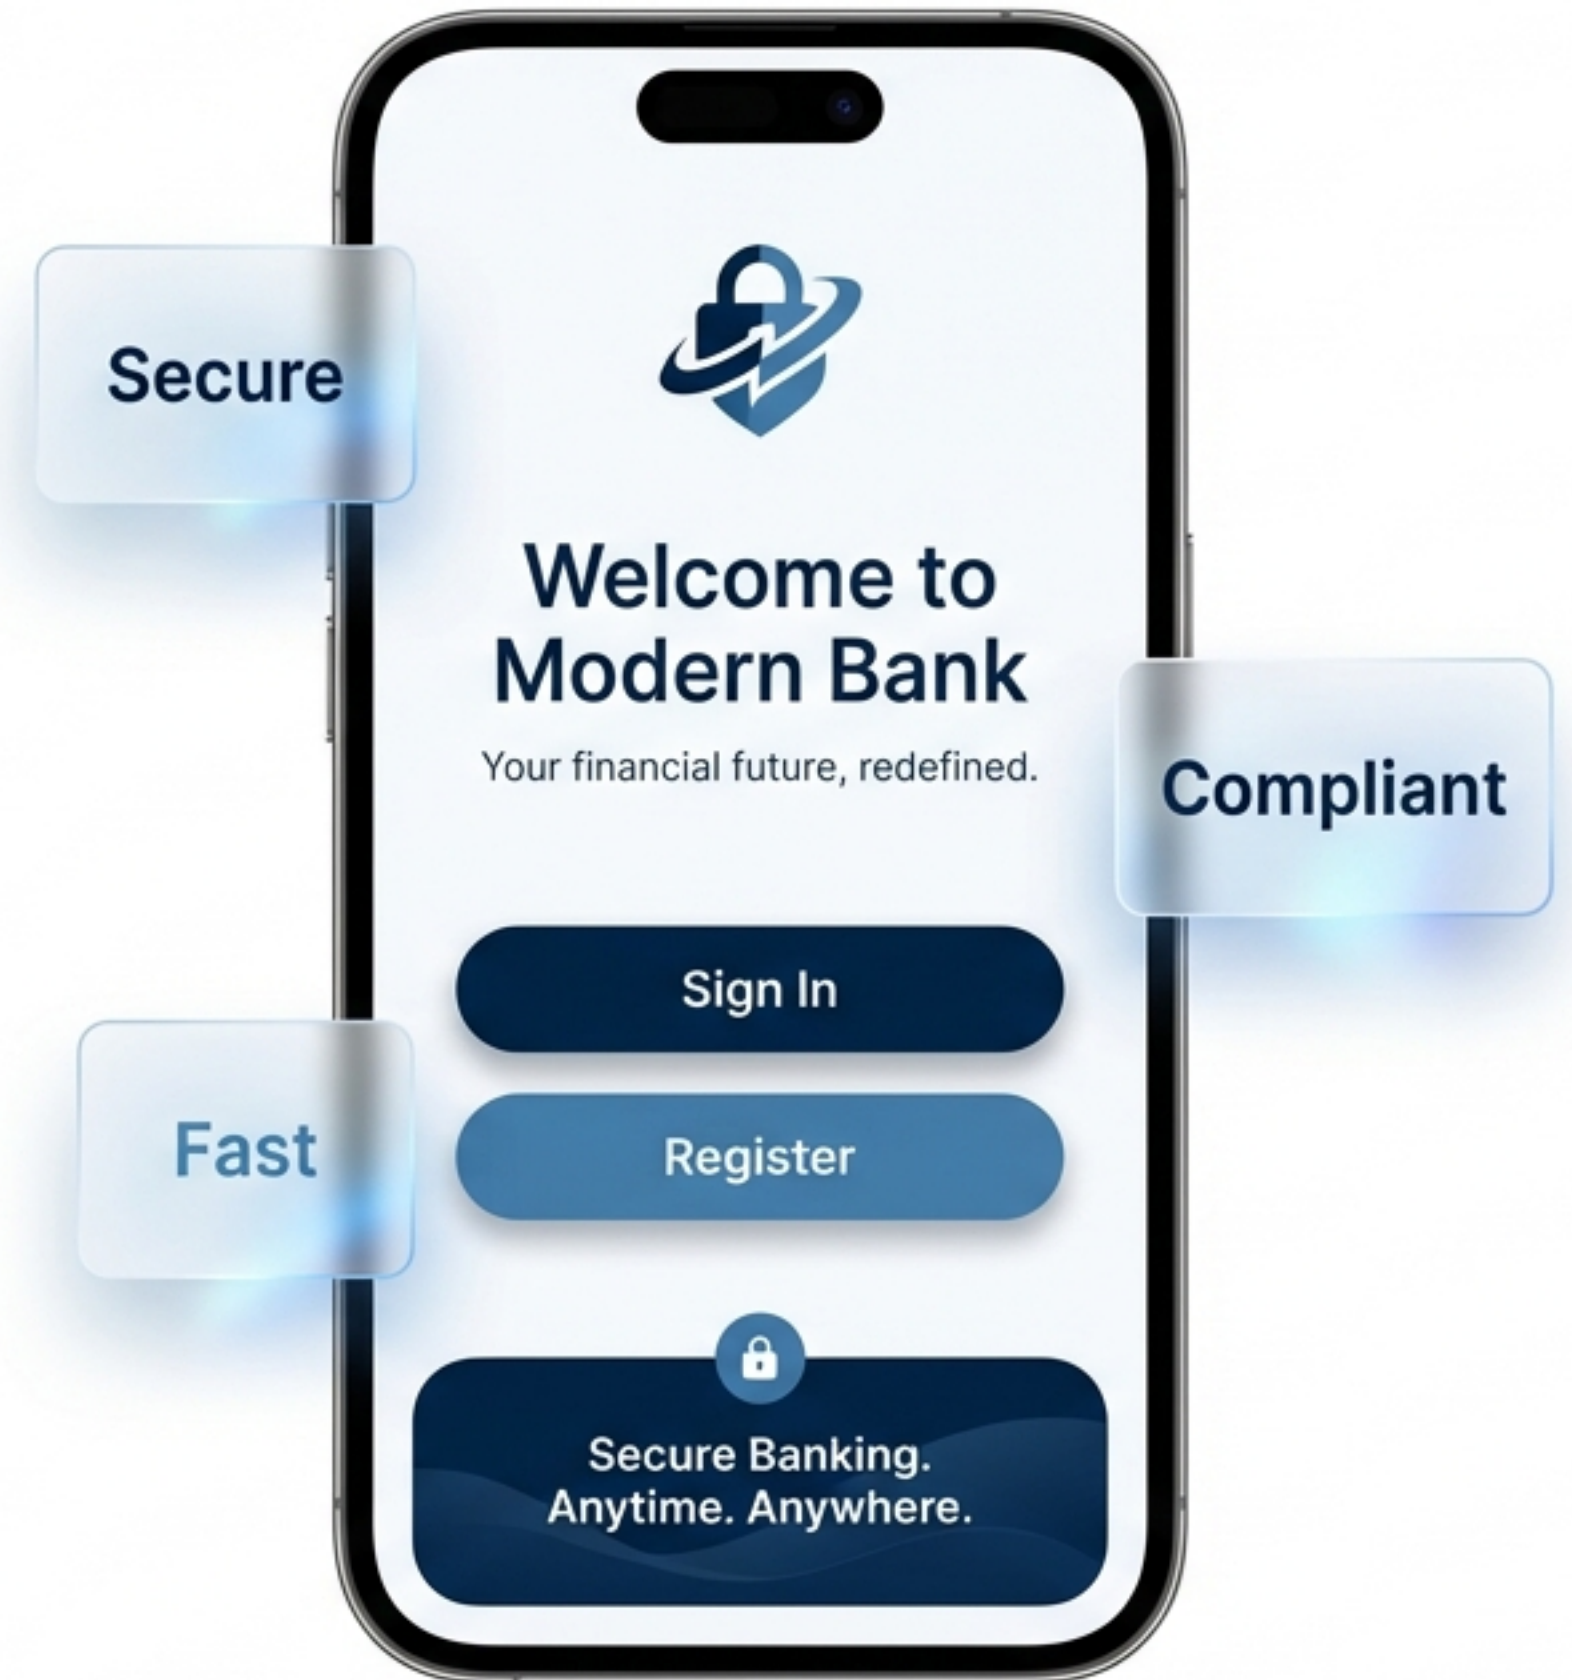 Secure
Welcome to
Modern Bank
Your financial future, redefined.
Compliant
Sign In
Fast
Register
Secure Banking.
Anytime. Anywhere.